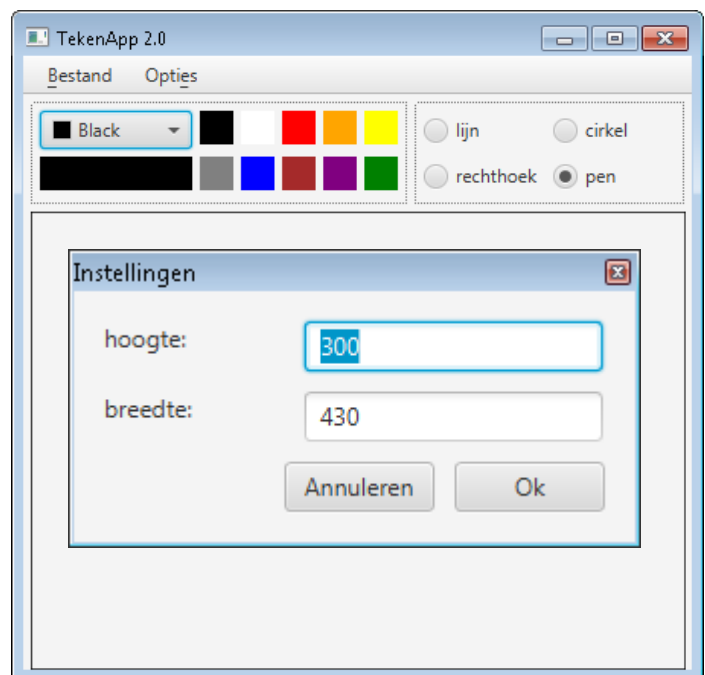 TekenApp 2.0
Bestand Opties
Black
lijn cirkel
rechthoek pen
Instellingen
hoogte: 300
breedte: 430
Annuleren Ok